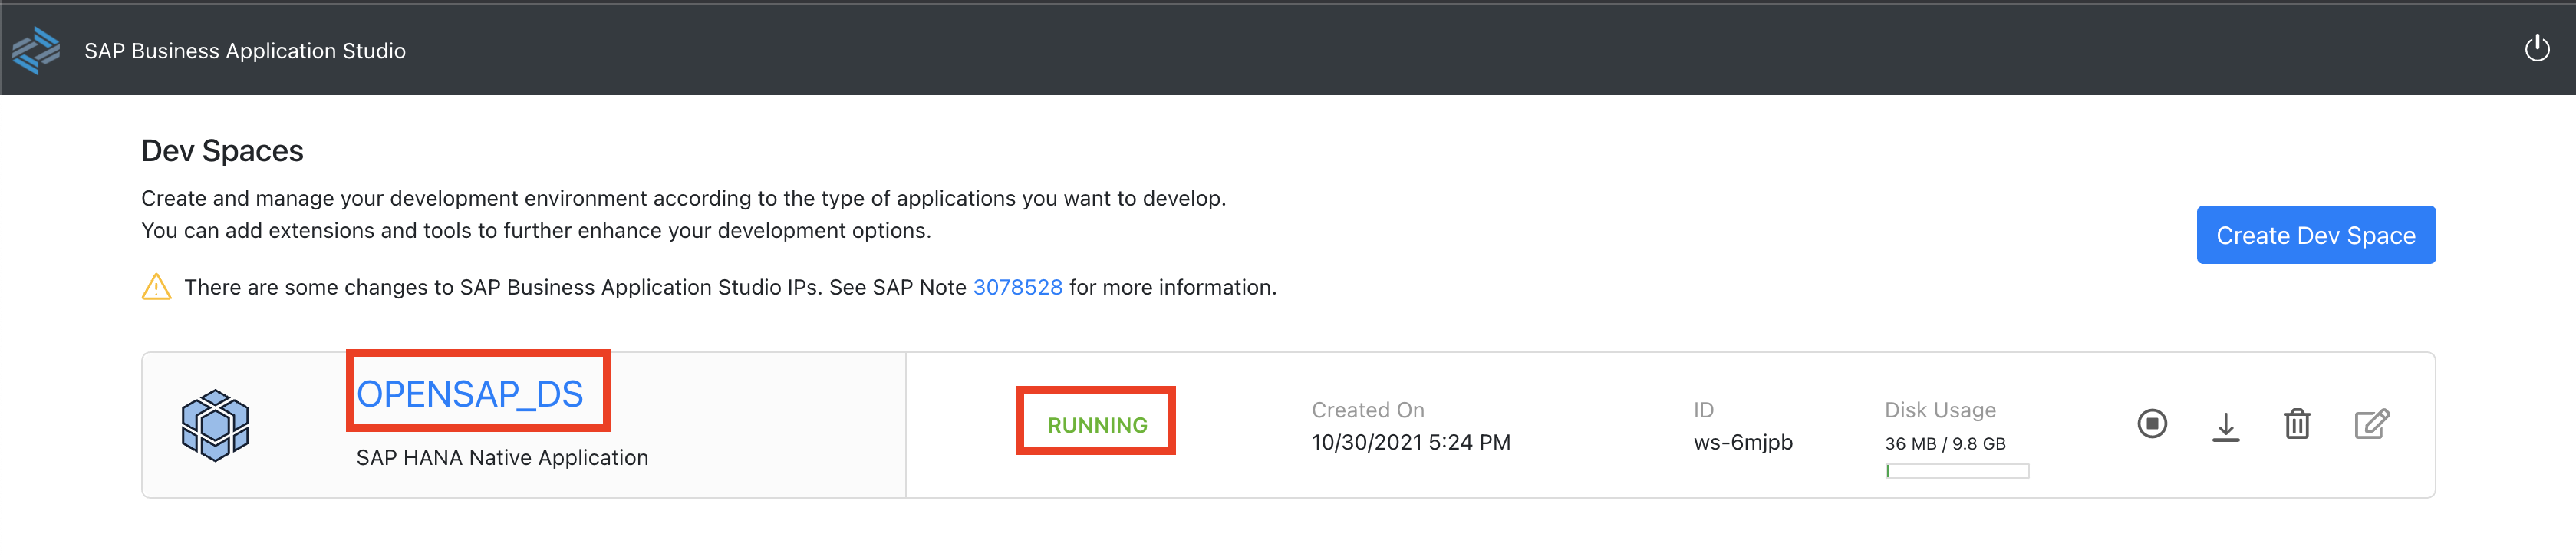 SAP Business Application Studio
Dev Spaces
Create and manage your development environment according to the type of applications you want to develop.
You can add extensions and tools to further enhance your development options.
Create Dev Space
There are some changes to SAP Business Application Studio IPs. See SAP Note 3078528 for more information.
OPENSAP_DS
SAP HANA Native Application
RUNNING
Created On
10/30/2021 5:24 PM
ID
ws-6mjpb
Disk Usage
36 MB / 9.8 GB